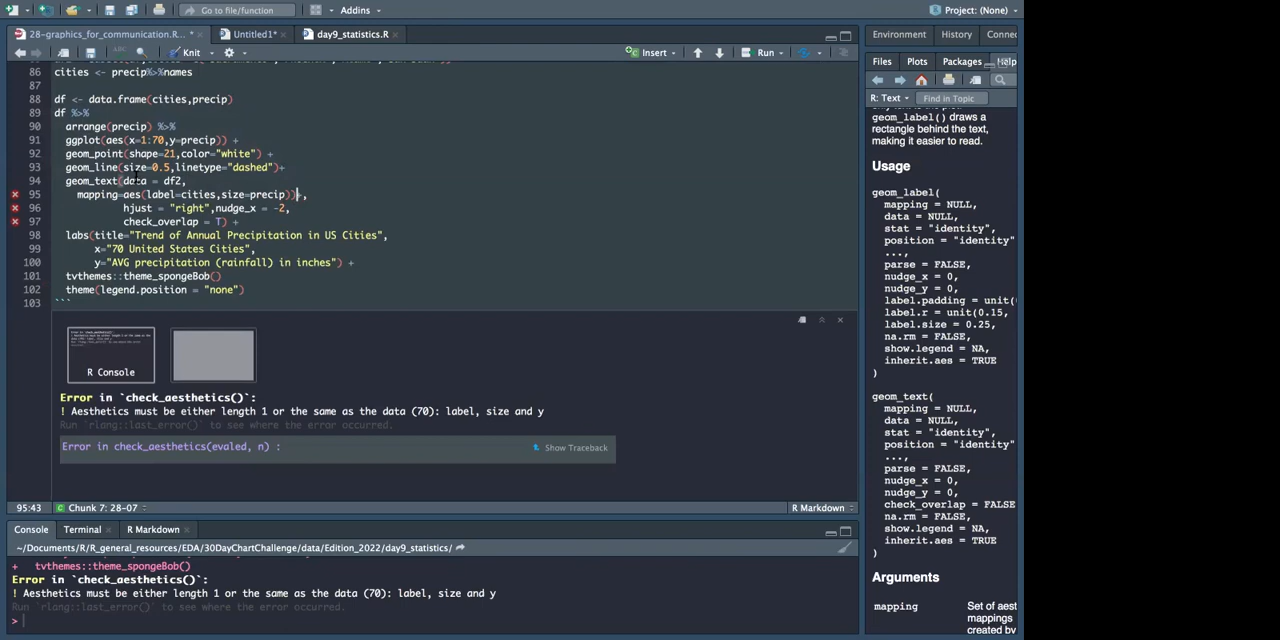 Go to file/function
Addins
Project: (None)
28-graphics_for_communication.R... *
Untitled1*
day9_statistics.R
Environment
History
Connec
Knit
Insert
Run
Files
Plots
Packages
Help
R: Text
Find in Topic
86 cities <- precip%>%names
87
88 df <- data.frame(cities,precip)
89 df %>%
90 arrange(precip) %>%
91 ggplot(aes(x=1:70,y=precip)) +
92 geom_point(shape=21,color="white") +
93 geom_line(size=0.5,linetype="dashed")+
94 geom_text(data = df2,
95 mapping=aes(label=cities,size=precip))+,
96 hjust = "right",nudge_x = -2,
97 check_overlap = T) +
98 labs(title="Trend of Annual Precipitation in US Cities",
99 x="70 United States Cities",
100 y="AVG precipitation (rainfall) in inches") +
101 tvthemes::theme_spongeBob()
102 theme(legend.position = "none")
103 ```
R Console
Error in `check_aesthetics()`:
! Aesthetics must be either length 1 or the same as the data (70): label, size and y
Run `rlang::last_error()` to see where the error occurred.
Error in check_aesthetics(evaled, n) :
Show Traceback
95:43
Chunk 7: 28-07
R Markdown
Console
Terminal
R Markdown
~/Documents/R/R_general_resources/EDA/30DayChartChallenge/data/Edition_2022/day9_statistics/
+ tvthemes::theme_spongeBob()
Error in `check_aesthetics()`:
! Aesthetics must be either length 1 or the same as the data (70): label, size and y
Run `rlang::last_error()` to see where the error occurred.
>
geom_label() draws a
rectangle behind the text,
making it easier to read.
Usage
geom_label(
mapping = NULL,
data = NULL,
stat = "identity",
position = "identity"
...,
parse = FALSE,
nudge_x = 0,
nudge_y = 0,
label.padding = unit(
label.r = unit(0.15,
label.size = 0.25,
na.rm = FALSE,
show.legend = NA,
inherit.aes = TRUE
)
geom_text(
mapping = NULL,
data = NULL,
stat = "identity",
position = "identity"
...,
parse = FALSE,
nudge_x = 0,
nudge_y = 0,
check_overlap = FALSE
na.rm = FALSE,
show.legend = NA,
inherit.aes = TRUE
)
Arguments
mapping
Set of aest
mappings
created by